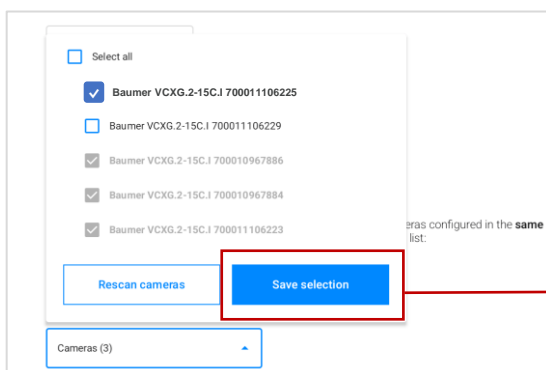 Select all
Baumer VCXG.2-15C.I 700011106225
Baumer VCXG.2-15C.I 700011106229
Baumer VCXG.2-15C.I 700010967886
Baumer VCXG.2-15C.I 700010967884
Baumer VCXG.2-15C.I 700011106223
eras configured in the same
list:
Rescan cameras
Save selection
Cameras (3)